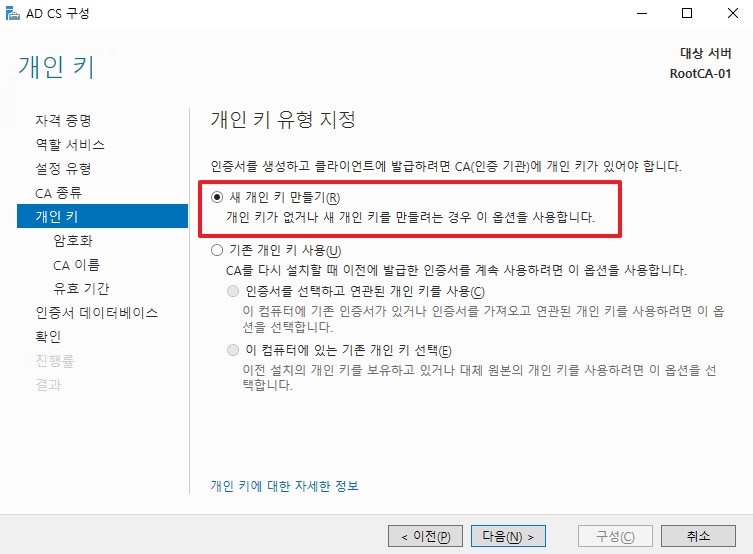 AD CS 구성
개인 키
대상 서버
RootCA-01
자격 증명
역할 서비스
설정 유형
CA 종류
개인 키
암호화
CA 이름
유효 기간
인증서 데이터베이스
확인
진행률
결과
개인 키 유형 지정
인증서를 생성하고 클라이언트에 발급하려면 CA(인증 기관)에 개인 키가 있어야 합니다.
새 개인 키 만들기(R)
개인 키가 없거나 새 개인 키를 만들려는 경우 이 옵션을 사용합니다.
기존 개인 키 사용(U)
CA를 다시 설치할 때 이전에 발급한 인증서를 계속 사용하려면 이 옵션을 사용합니다.
인증서를 선택하고 연관된 개인 키를 사용(C)
이 컴퓨터에 기존 인증서가 있거나 인증서를 가져오고 연관된 개인 키를 사용하려면 이 옵
션을 선택합니다.
이 컴퓨터에 있는 기존 개인 키 선택(E)
이전 설치의 개인 키를 보유하고 있거나 대체 원본의 개인 키를 사용하려면 이 옵션을 선
택합니다.
개인 키에 대한 자세한 정보
< 이전(P)
다음(N) >
구성(C)
취소